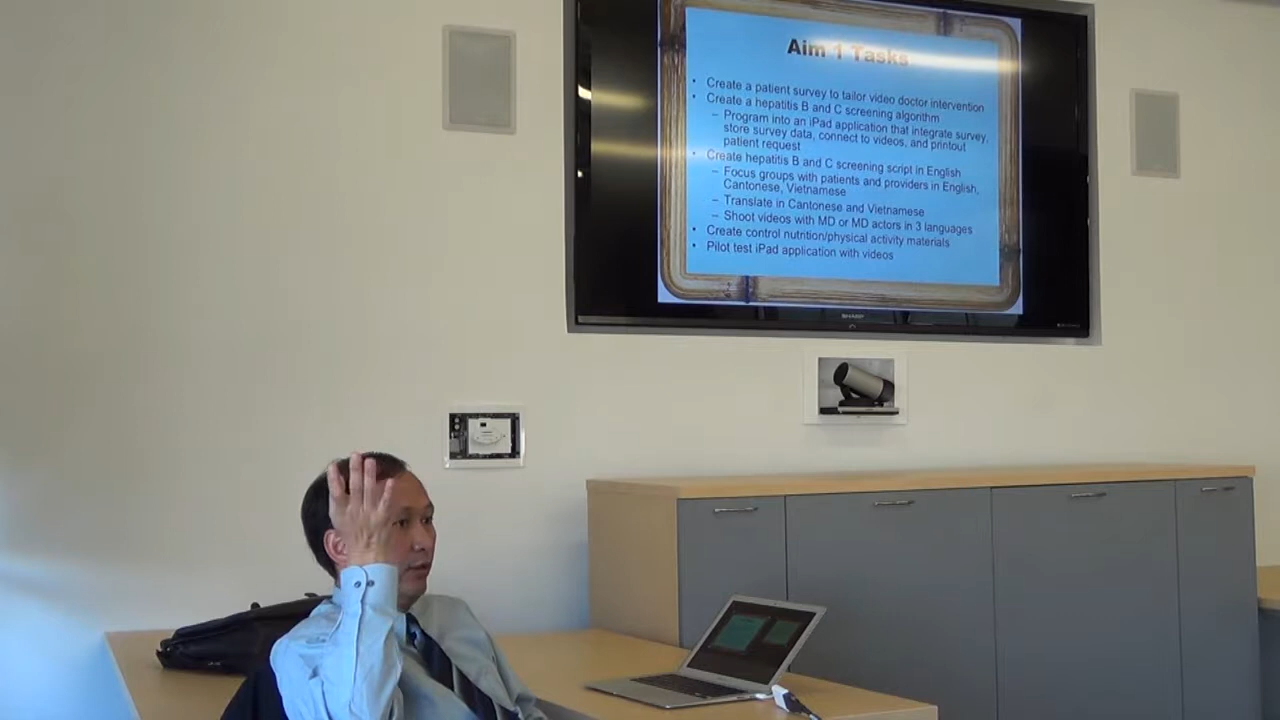 Aim 1 Tasks
• Create a patient survey to tailor video doctor intervention
• Create a hepatitis B and C screening algorithm
– Program into an iPad application that integrate survey,
store survey data, connect to videos, and printout
patient request
• Create hepatitis B and C screening script in English
– Focus groups with patients and providers in English,
Cantonese, Vietnamese
– Translate in Cantonese and Vietnamese
– Shoot videos with MD or MD actors in 3 languages
• Create control nutrition/physical activity materials
• Pilot test iPad application with videos
SHARP